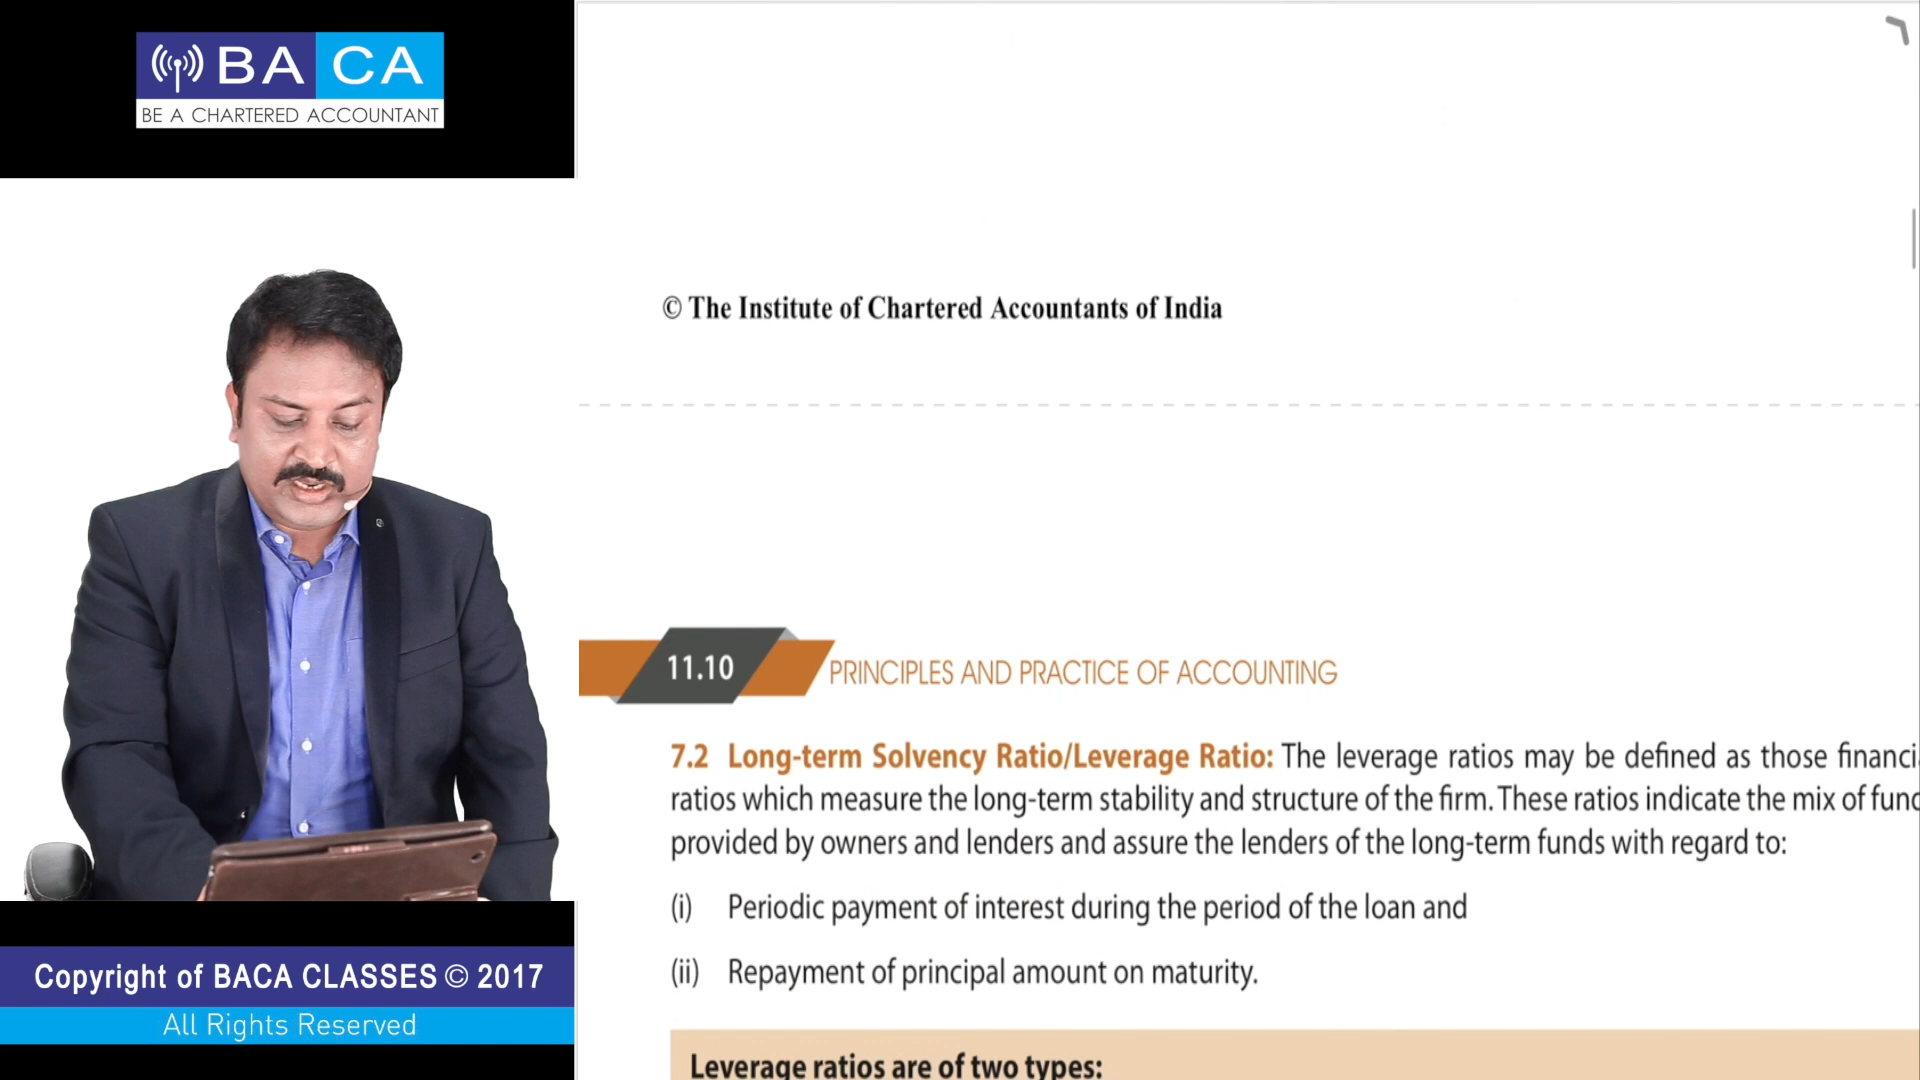 BA CA
BE A CHARTERED ACCOUNTANT
© The Institute of Chartered Accountants of India
11.10 PRINCIPLES AND PRACTICE OF ACCOUNTING
7.2 Long-term Solvency Ratio/Leverage Ratio: The leverage ratios may be defined as those financi
ratios which measure the long-term stability and structure of the firm. These ratios indicate the mix of fund
provided by owners and lenders and assure the lenders of the long-term funds with regard to:
(i) Periodic payment of interest during the period of the loan and
(ii) Repayment of principal amount on maturity.
Leverage ratios are of two types:
Copyright of BACA CLASSES © 2017
All Rights Reserved